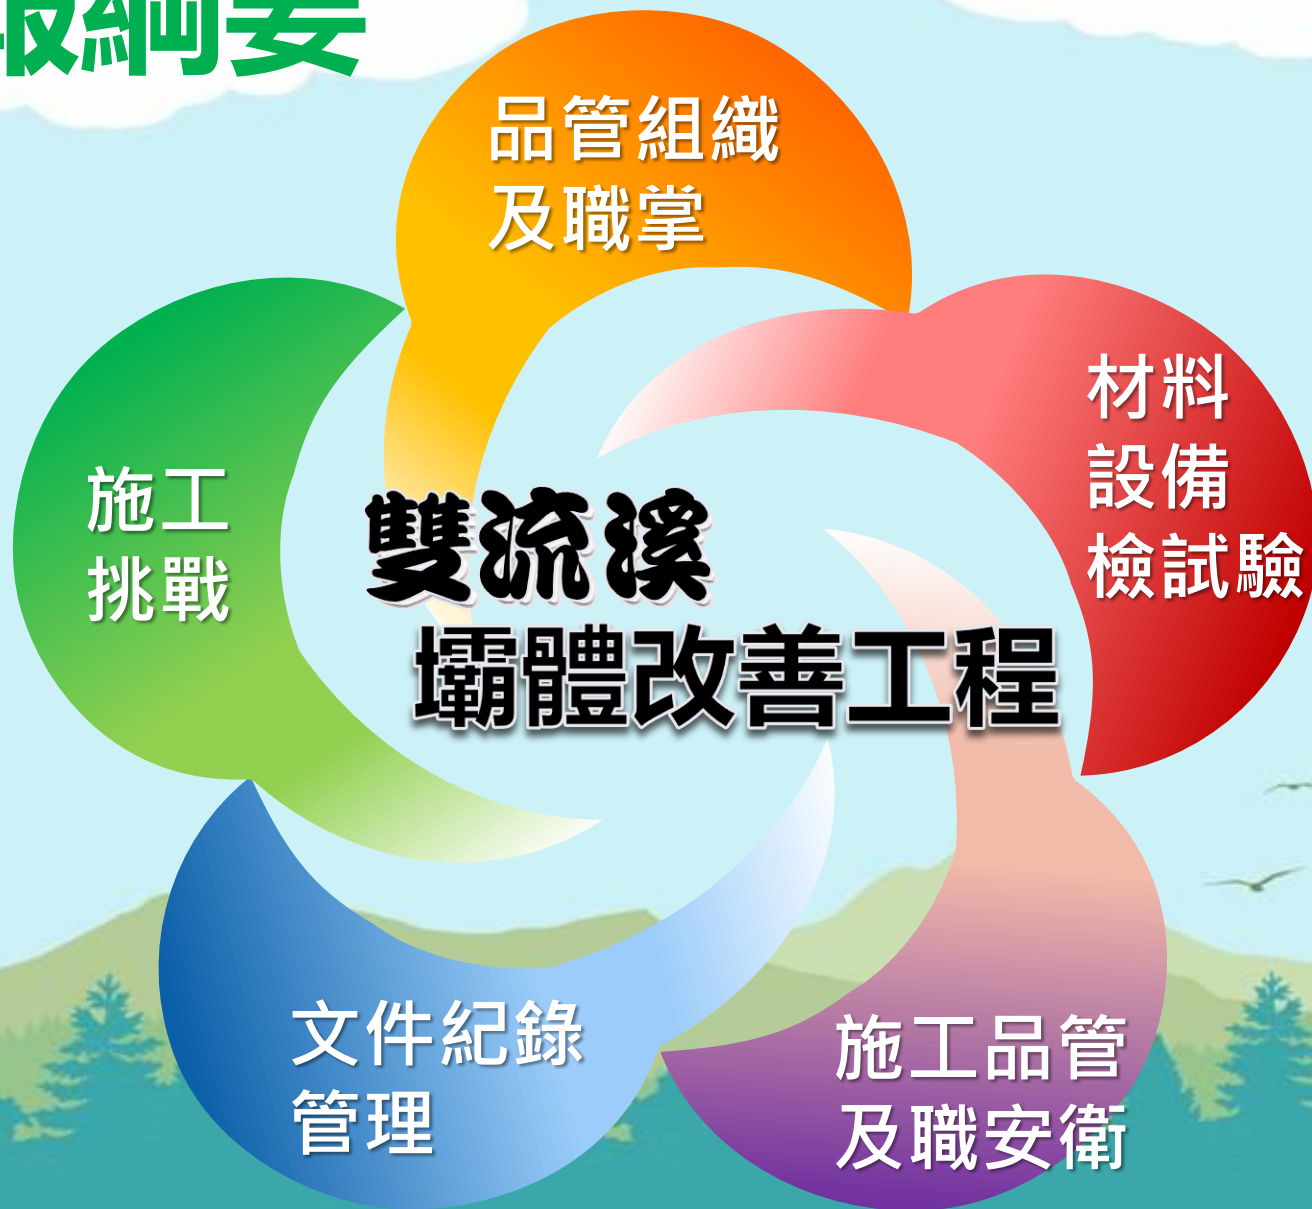 報綱要
品管組織
及職掌
材料
設備
檢試驗
施工
挑戰
雙流溪
壩體改善工程
文件紀錄
管理
施工品管
及職安衛